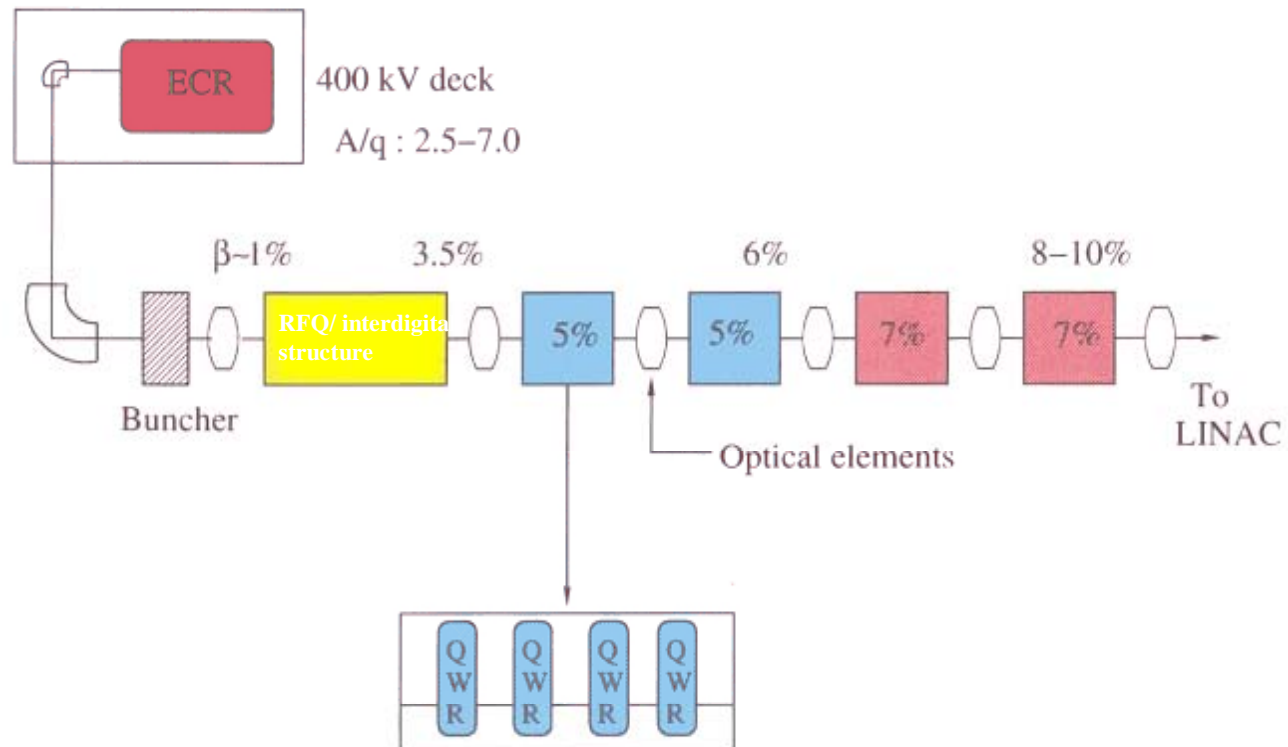 ECR
400 kV deck
A/q : 2.5–7.0
β~1%
3.5%
6%
8–10%
RFQ/ interdigita
structure
5%
5%
7%
7%
Buncher
To
LINAC
Optical elements
Q
W
R
Q
W
R
Q
W
R
Q
W
R